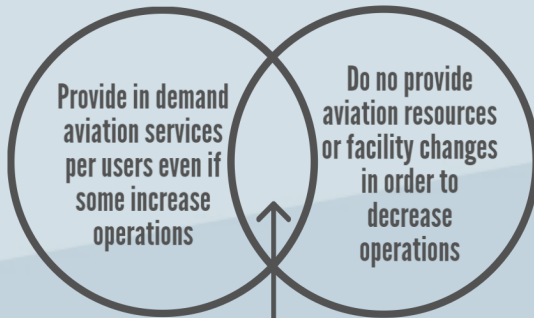 Provide in demand
aviation services
per users even if
some increase
operations
Do no provide
aviation resources
or facility changes
in order to
decrease
operations